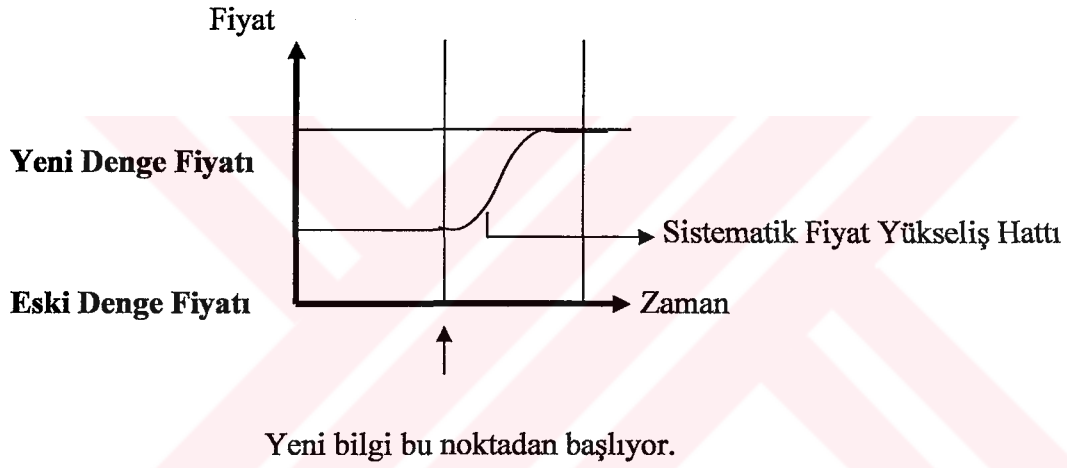 Fiyat
Yeni Denge Fiyatı
Sistematik Fiyat Yükseliş Hattı
Eski Denge Fiyatı
Zaman
Yeni bilgi bu noktadan başlıyor.